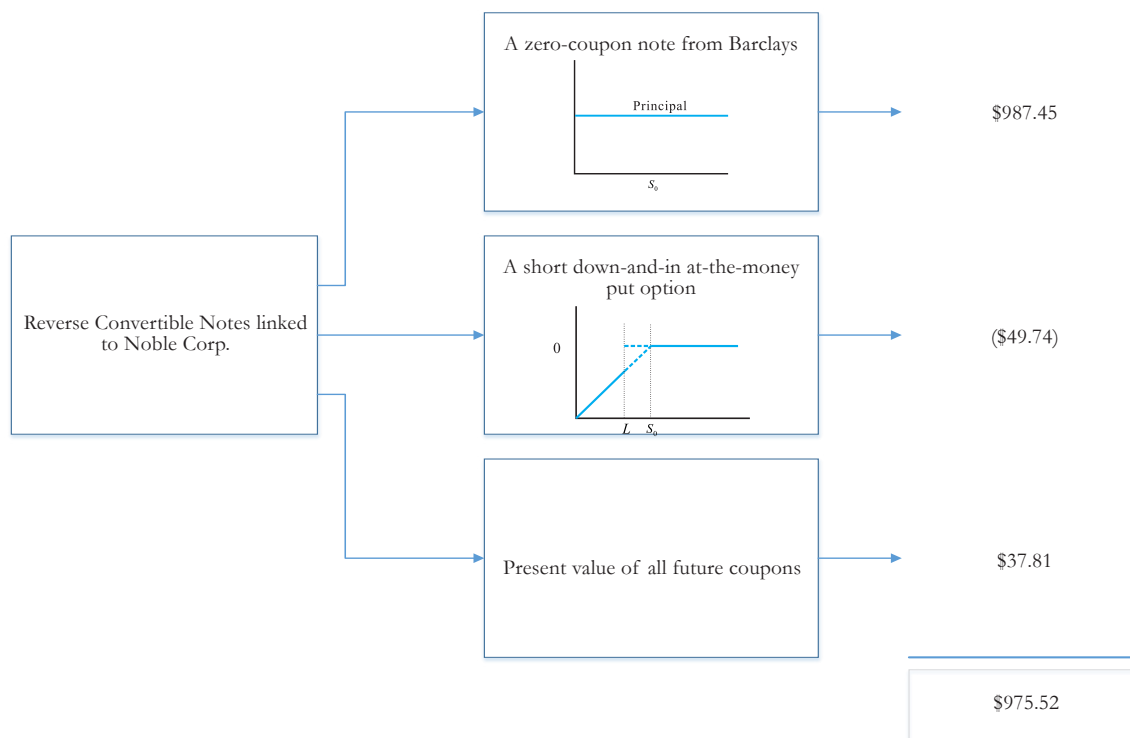 A zero-coupon note from Barclays
Principal
S₀
$987.45
Reverse Convertible Notes linked
to Noble Corp.
A short down-and-in at-the-money
put option
0
L S₀
($49.74)
Present value of all future coupons
$37.81
$975.52